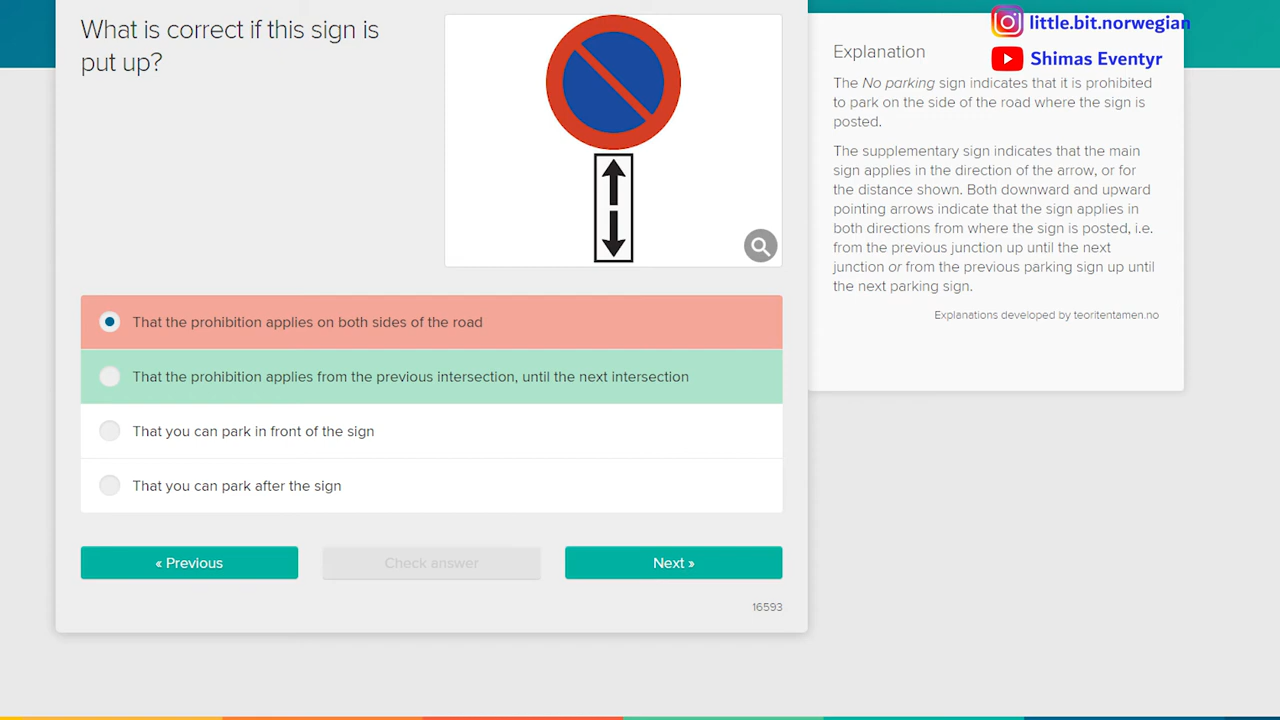 What is correct if this sign is
put up?
little.bit.norwegian
Shimas Eventyr
Explanation
The No parking sign indicates that it is prohibited
to park on the side of the road where the sign is
posted.
The supplementary sign indicates that the main
sign applies in the direction of the arrow, or for
the distance shown. Both downward and upward
pointing arrows indicate that the sign applies in
both directions from where the sign is posted, i.e.
from the previous junction up until the next
junction or from the previous parking sign up until
the next parking sign.
Explanations developed by teoritentamen.no
That the prohibition applies on both sides of the road
That the prohibition applies from the previous intersection, until the next intersection
That you can park in front of the sign
That you can park after the sign
« Previous
Check answer
Next »
16593